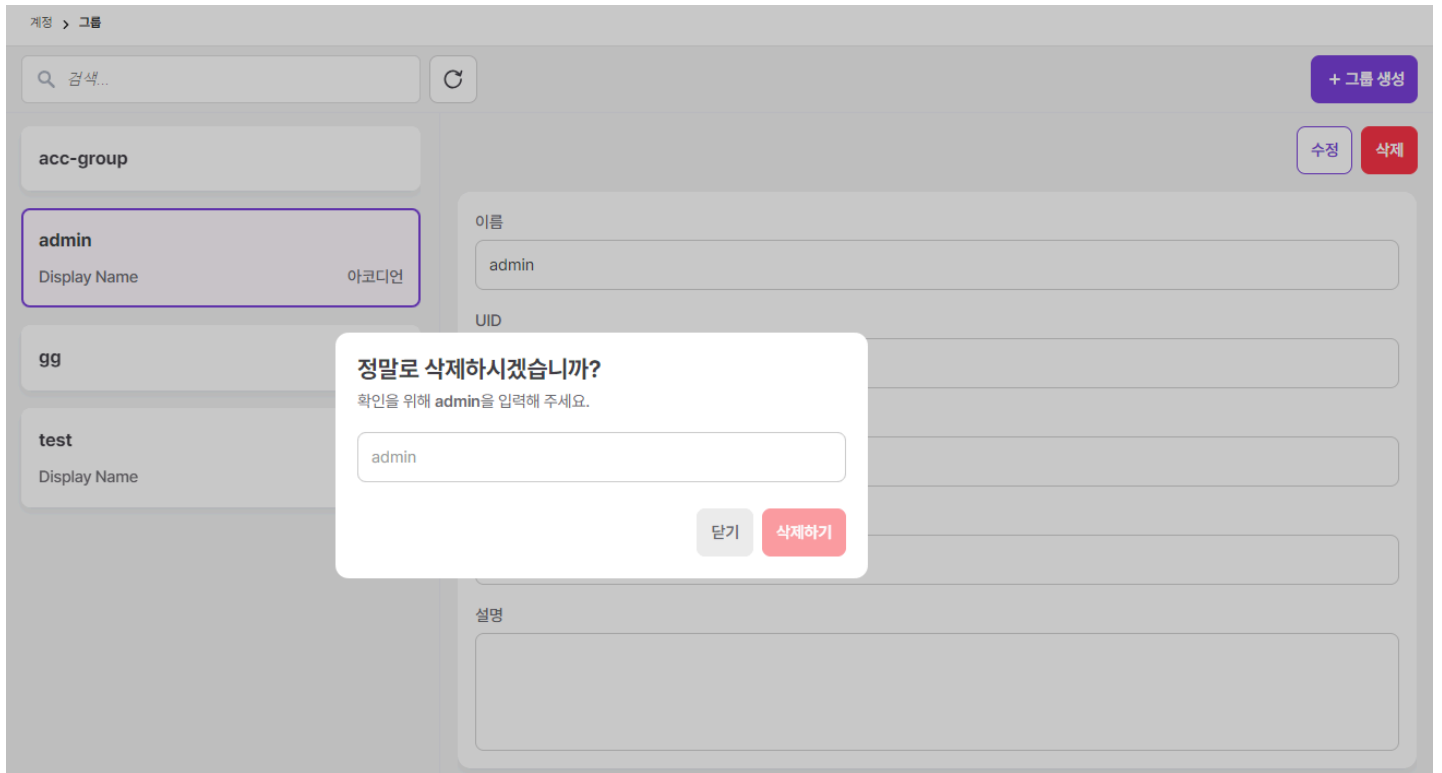 계정 > 그룹
검색...
+ 그룹 생성
acc-group
admin
Display Name 아코디언
gg
test
Display Name
수정 삭제
이름
admin
UID
설명
정말로 삭제하시겠습니까?
확인을 위해 admin을 입력해 주세요.
admin
닫기 삭제하기